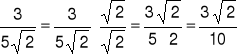 3/(5√2) = 3/(5√2) √2/√2 = 3√2/(5 2) = 3√2/10